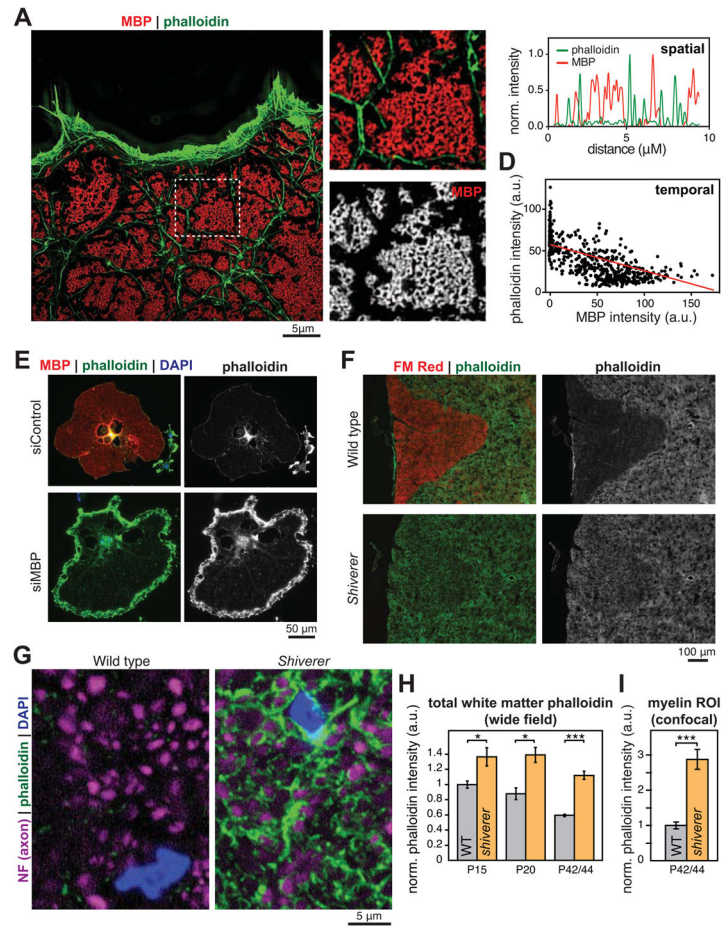 A
MBP | phalloidin
5µm
MBP
norm. intensity
1.0
0.5
0.0
phalloidin
MBP
spatial
0
5
10
distance (µM)
D
phalloidin intensity (a.u.)
100
50
0
temporal
0
50
100
150
MBP intensity (a.u.)
E
MBP | phalloidin | DAPI
phalloidin
siControl
siMBP
50 µm
F
FM Red | phalloidin
phalloidin
Wild type
Shiverer
100 µm
G
Wild type
Shiverer
NF (axon) | phalloidin | DAPI
5 µm
H
total white matter phalloidin
(wide field)
norm. phalloidin intensity (a.u.)
1.4
1.2
1
0.8
0.6
0.4
0.2
0
*
*
***
WT
shiverer
P15
P20
P42/44
I
myelin ROI
(confocal)
norm. phalloidin intensity (a.u.)
4
3
2
1
0
***
WT
shiverer
P42/44